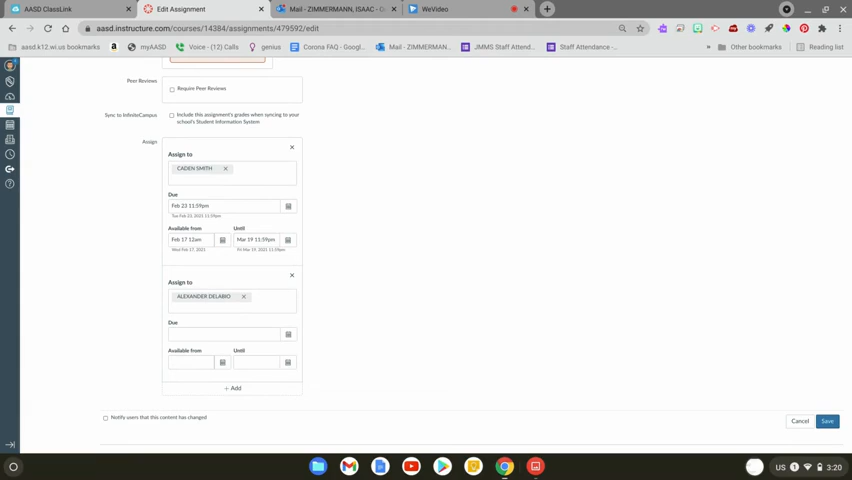 AASD ClassLink
Edit Assignment
Mail - ZIMMERMANN, ISAAC - O
WeVideo
aasd.instructure.com/courses/14384/assignments/479592/edit
aasd.k12.wi.us bookmarks
myAASD
Voice - (12) Calls
genius
Corona FAQ - Googl...
Mail - ZIMMERMAN...
JMMS Staff Attend...
Staff Attendance -...
»
Other bookmarks
Reading list
Peer Reviews
Require Peer Reviews
Sync to InfiniteCampus
Include this assignment's grades when syncing to your
school's Student Information System
Assign
Assign to
CADEN SMITH
Due
Feb 23 11:59pm
Tue Feb 23, 2021 11:59pm
Available from
Until
Feb 17 12am
Mar 19 11:59pm
Wed Feb 17, 2021
Fri Mar 19, 2021 11:59pm
Assign to
ALEXANDER DELABIO
Due
Available from
Until
+ Add
Notify users that this content has changed
Cancel
Save
US
1
3:20